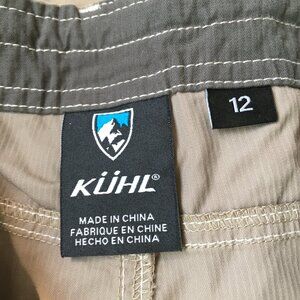 12
KÜHL®
MADE IN CHINA
FABRIQUÉ EN CHINE
HECHO EN CHINA